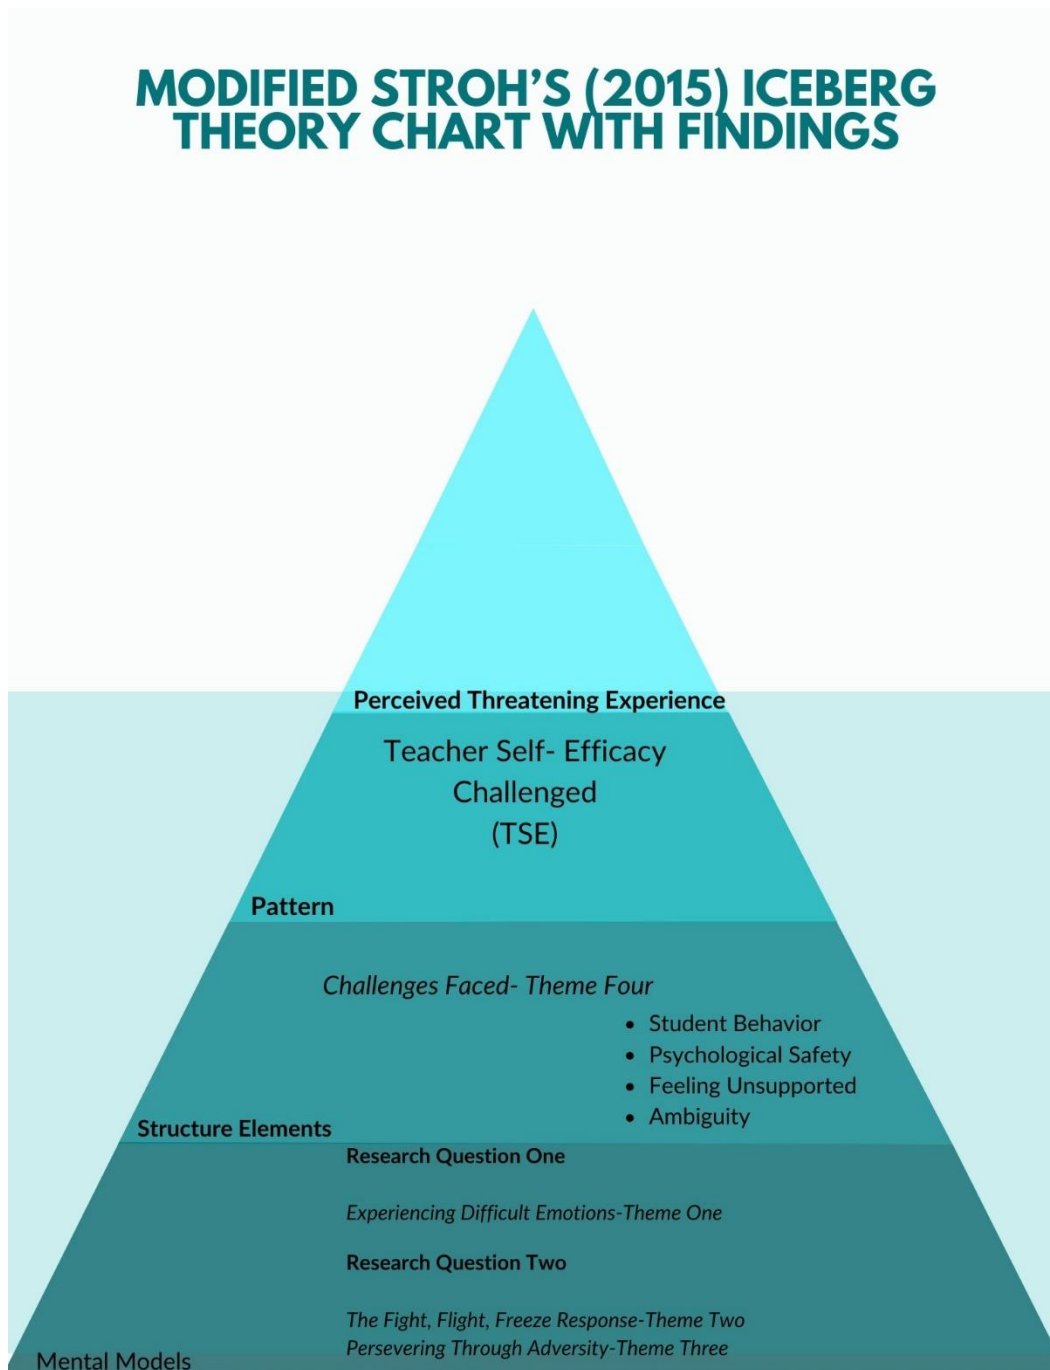 MODIFIED STROH'S (2015) ICEBERG
THEORY CHART WITH FINDINGS
Perceived Threatening Experience
Teacher Self- Efficacy
Challenged
(TSE)
Pattern
Challenges Faced- Theme Four
• Student Behavior
• Psychological Safety
• Feeling Unsupported
• Ambiguity
Structure Elements
Research Question One
Experiencing Difficult Emotions-Theme One
Research Question Two
The Fight, Flight, Freeze Response-Theme Two
Persevering Through Adversity-Theme Three
Mental Models